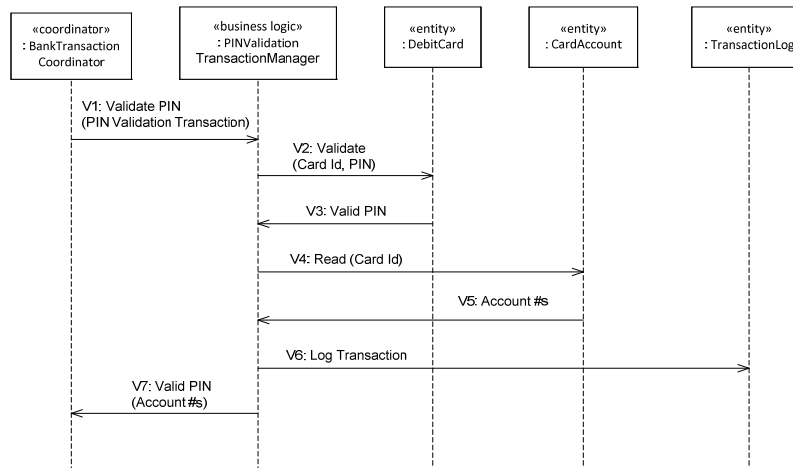 «coordinator»
: BankTransaction
Coordinator
«business logic»
: PINValidation
TransactionManager
«entity»
: DebitCard
«entity»
: CardAccount
«entity»
: TransactionLog
V1: Validate PIN
(PIN Validation Transaction)
V2: Validate
(Card Id, PIN)
V3: Valid PIN
V4: Read (Card Id)
V5: Account #s
V6: Log Transaction
V7: Valid PIN
(Account #s)